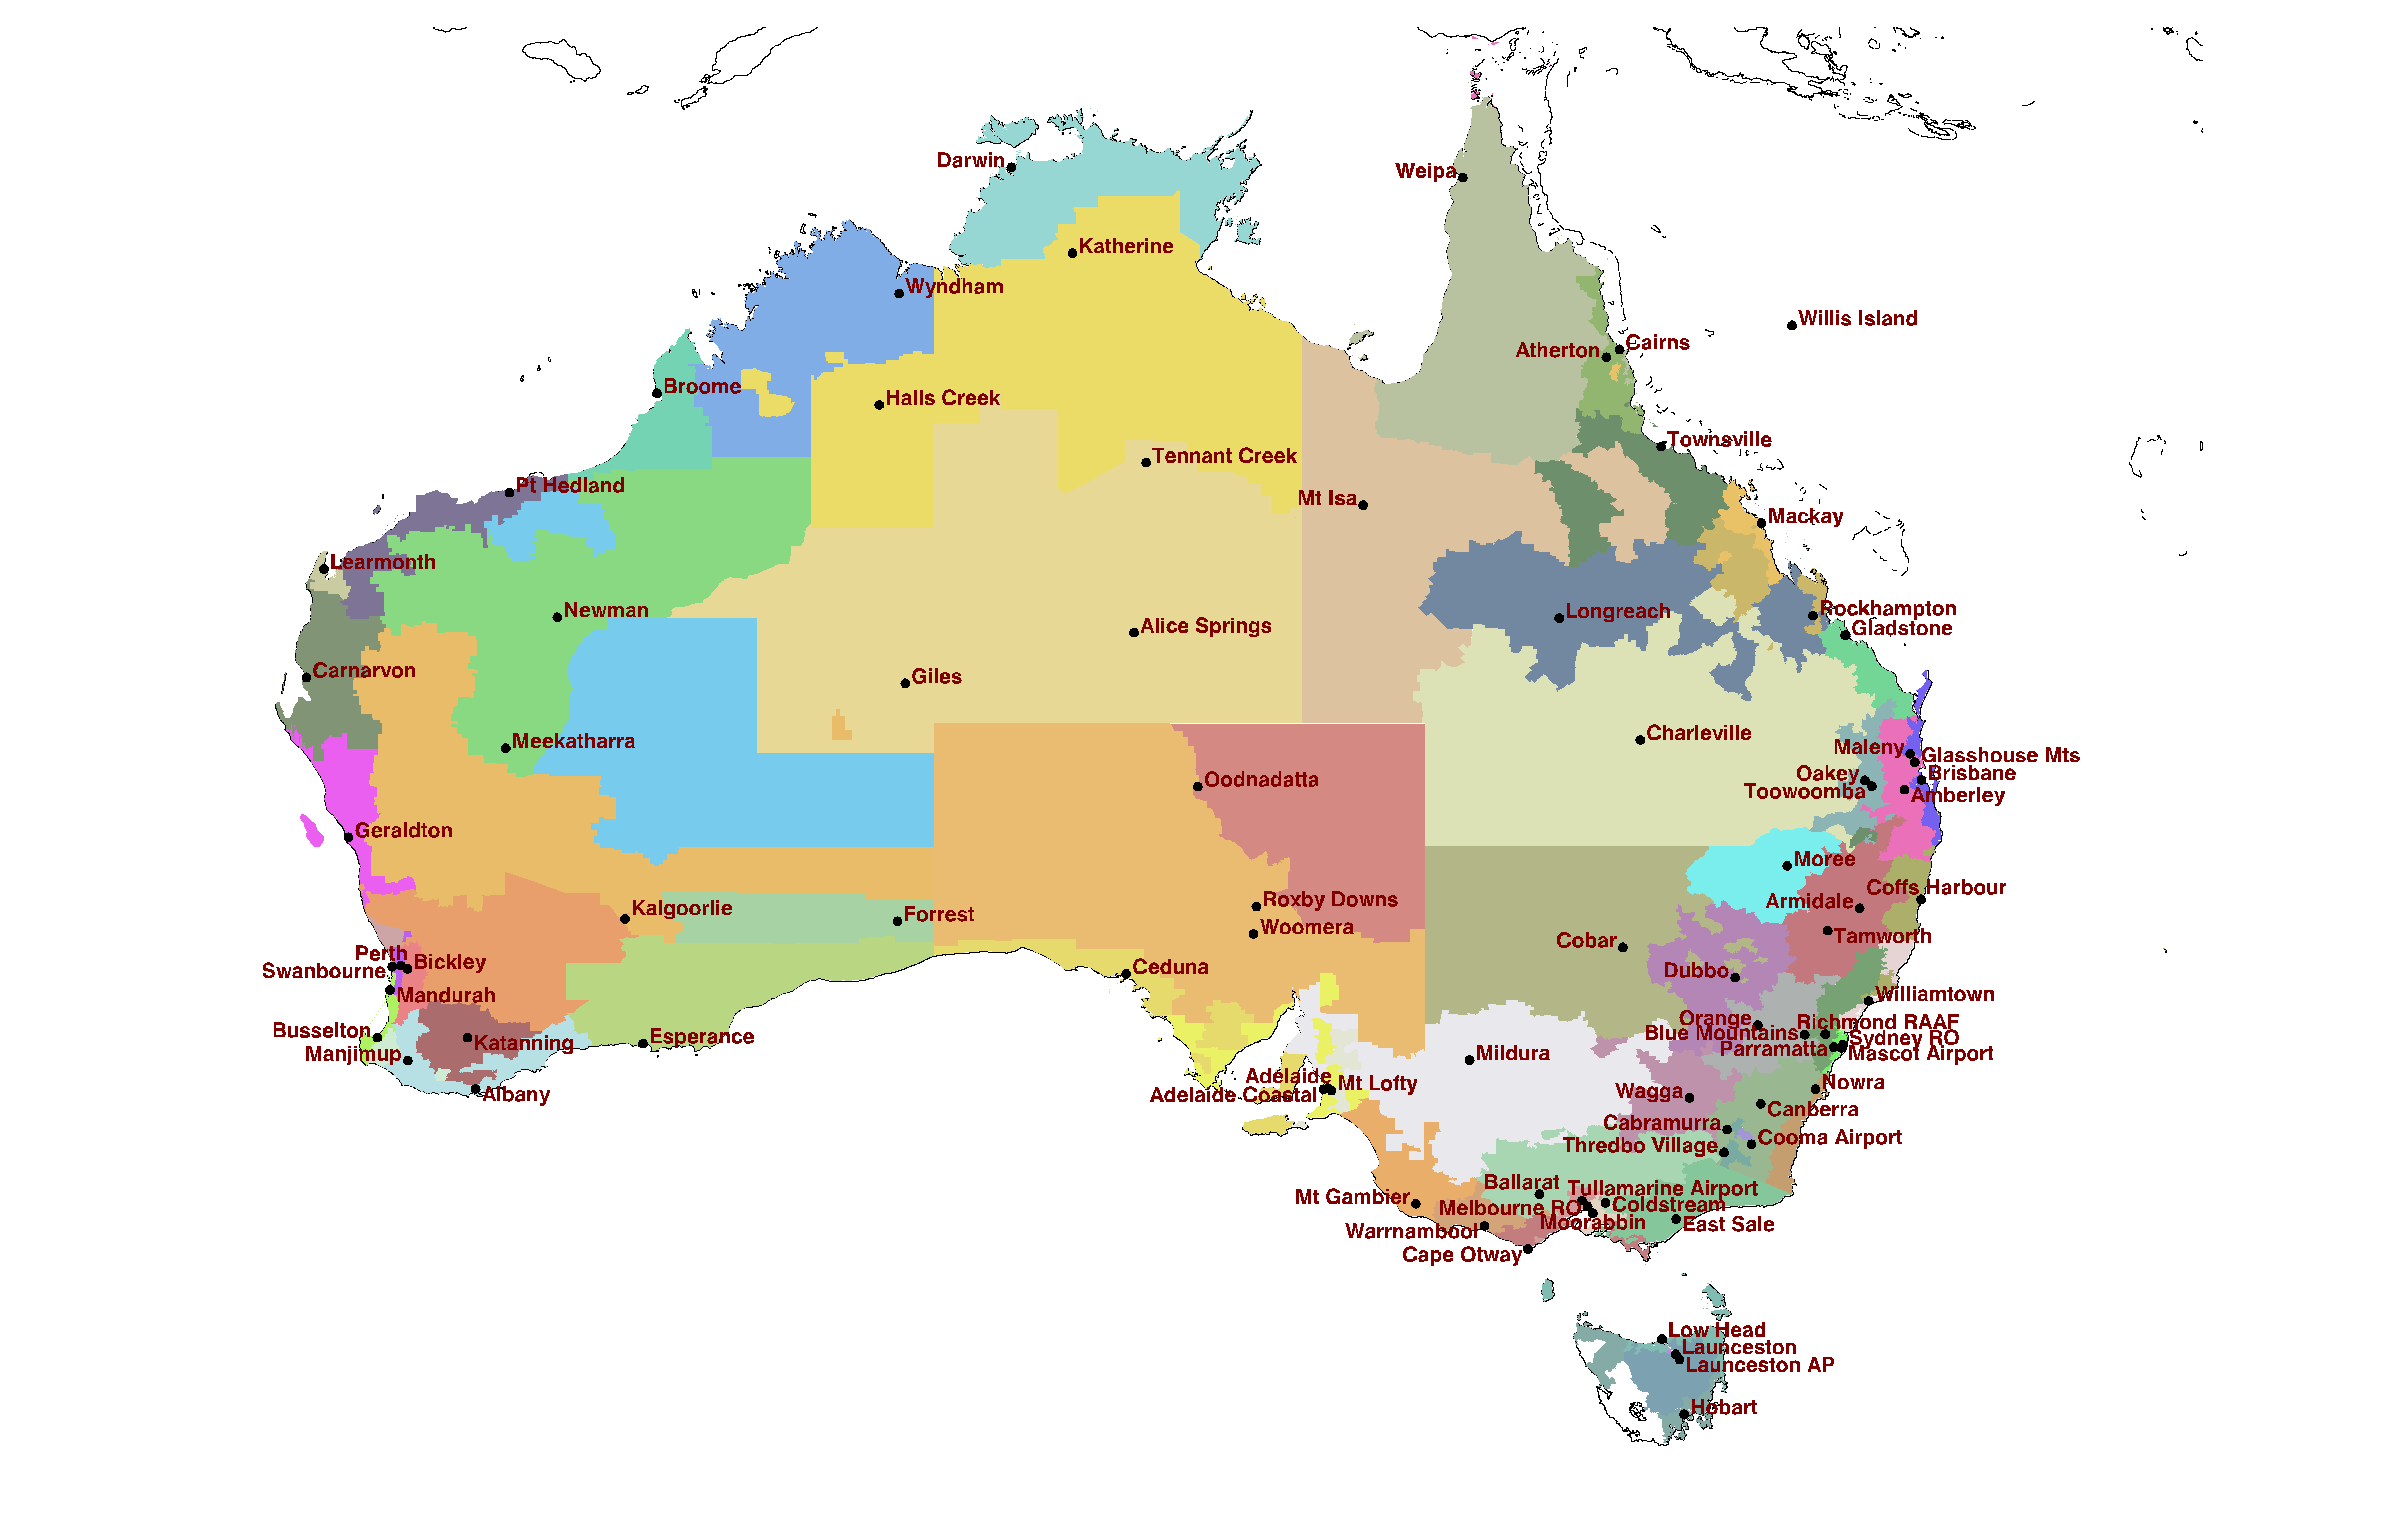 Darwin
Weipa
Katherine
Wyndham
Willis Island
Cairns
Atherton
Broome
Halls Creek
Townsville
Tennant Creek
Pt Hedland
Mt Isa
Mackay
Learmonth
Newman
Longreach
Rockhampton
Alice Springs
Gladstone
Carnarvon
Giles
Charleville
Meekatharra
Maleny
Glasshouse Mts
Oakey
Brisbane
Oodnadatta
Toowoomba
Amberley
Geraldton
Moree
Coffs Harbour
Roxby Downs
Armidale
Kalgoorlie
Forrest
Woomera
Tamworth
Cobar
Perth
Bickley
Swanbourne
Ceduna
Dubbo
Mandurah
Williamtown
Orange
Richmond RAAF
Busselton
Blue Mountains
Sydney RO
Esperance
Katanning
Parramatta
Mascot Airport
Manjimup
Mildura
Adelaide
Mt Lofty
Nowra
Albany
Adelaide Coastal
Wagga
Canberra
Cabramurra
Cooma Airport
Thredbo Village
Ballarat
Tullamarine Airport
Mt Gambier
Melbourne RO
Coldstream
Moorabbin
East Sale
Warrnambool
Cape Otway
Low Head
Launceston
Launceston AP
Hobart